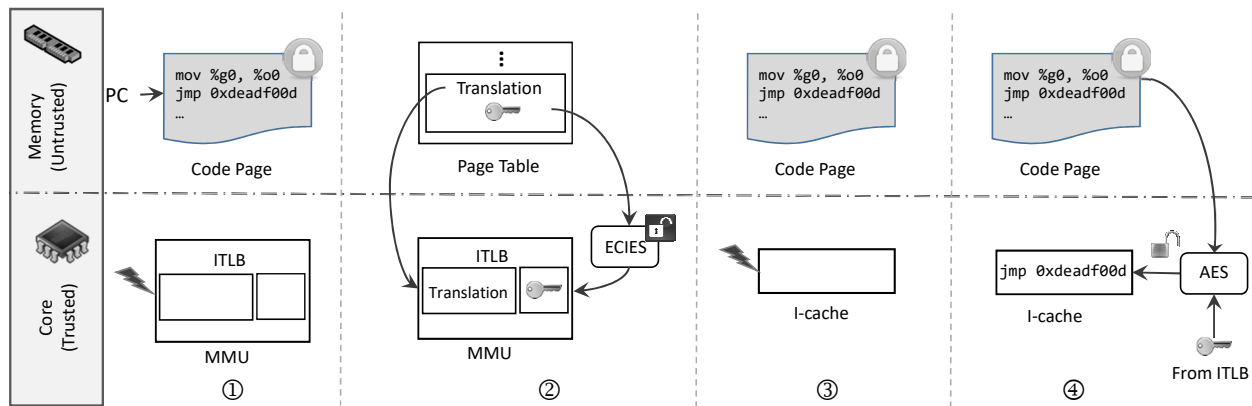 Memory
(Untrusted)
Core
(Trusted)
PC
mov %g0, %o0
jmp 0xdeadf00d
…
Code Page
ITLB
MMU
①
⋮
Translation
Page Table
ECIES
ITLB
Translation
MMU
②
mov %g0, %o0
jmp 0xdeadf00d
…
Code Page
I-cache
③
mov %g0, %o0
jmp 0xdeadf00d
…
Code Page
jmp 0xdeadf00d
AES
I-cache
From ITLB
④